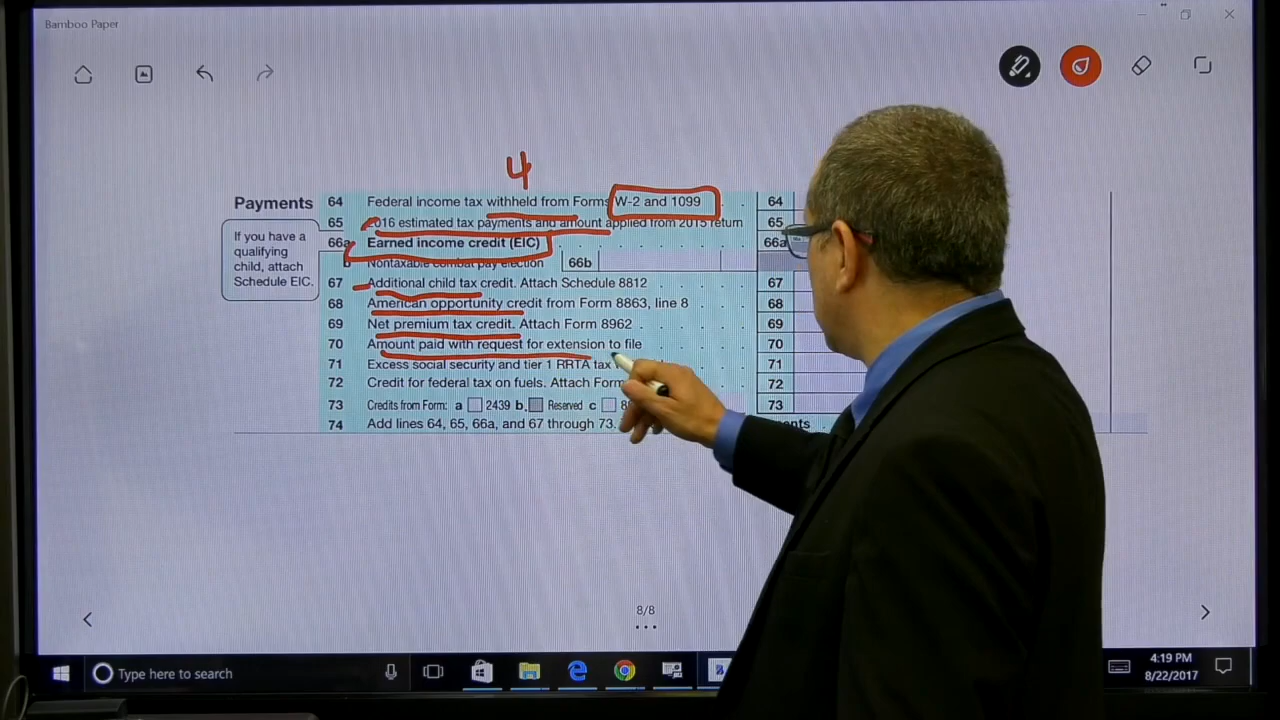 Bamboo Paper
4
Payments 64 Federal income tax withheld from Forms W-2 and 1099 . . 64
65 2016 estimated tax payments and amount applied from 2015 return 65
If you have a qualifying child, attach Schedule EIC.
66a Earned income credit (EIC) . . . . . . . . . . 66a
b Nontaxable combat pay election 66b
67 Additional child tax credit. Attach Schedule 8812 . . . . . 67
68 American opportunity credit from Form 8863, line 8 . . . 68
69 Net premium tax credit. Attach Form 8962 . . . . . . 69
70 Amount paid with request for extension to file . . . . . 70
71 Excess social security and tier 1 RRTA tax 71
72 Credit for federal tax on fuels. Attach Form 72
73 Credits from Form: a 2439 b Reserved c 73
74 Add lines 64, 65, 66a, and 67 through 73.
8/8
Type here to search
4:19 PM
8/22/2017